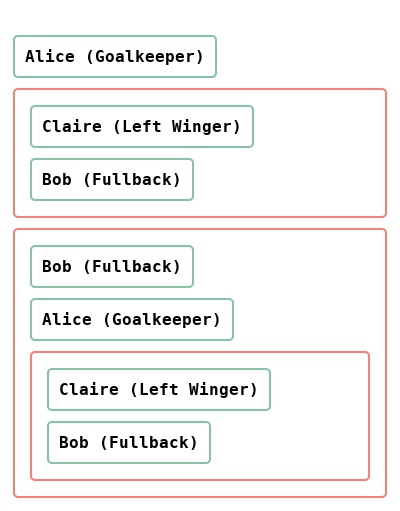 Alice (Goalkeeper)
Claire (Left Winger)
Bob (Fullback)
Bob (Fullback)
Alice (Goalkeeper)
Claire (Left Winger)
Bob (Fullback)